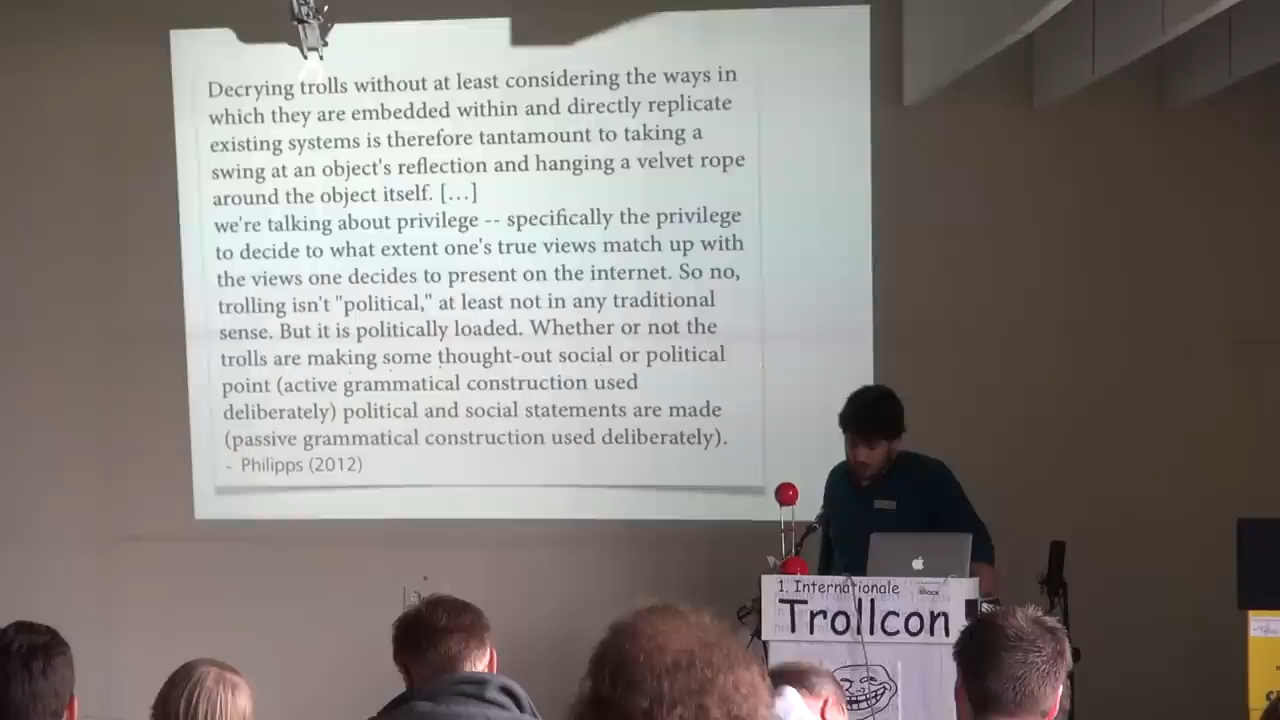 Decrying trolls without at least considering the ways in
which they are embedded within and directly replicate
existing systems is therefore tantamount to taking a
swing at an object's reflection and hanging a velvet rope
around the object itself. […]
we're talking about privilege -- specifically the privilege
to decide to what extent one's true views match up with
the views one decides to present on the internet. So no,
trolling isn't "political," at least not in any traditional
sense. But it is politically loaded. Whether or not the
trolls are making some thought-out social or political
point (active grammatical construction used
deliberately) political and social statements are made
(passive grammatical construction used deliberately).
- Philipps (2012)
1. Internationale
Trollcon